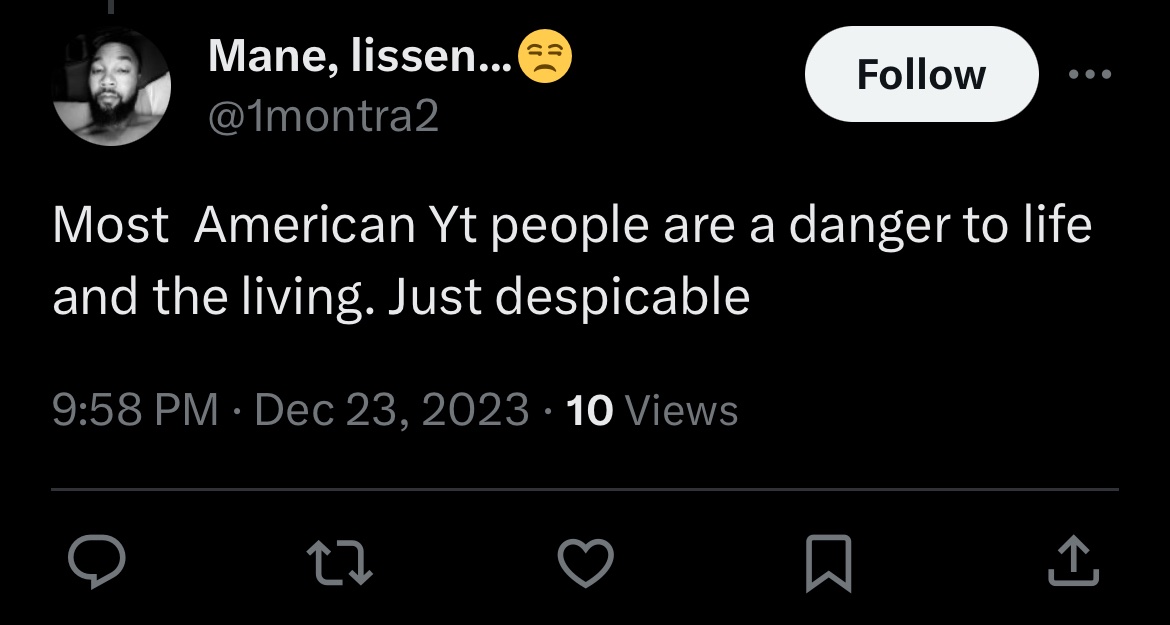 Mane, lissen...😒
Follow
@1montra2
Most  American Yt people are a danger to life
and the living. Just despicable
9:58 PM · Dec 23, 2023 · 10 Views